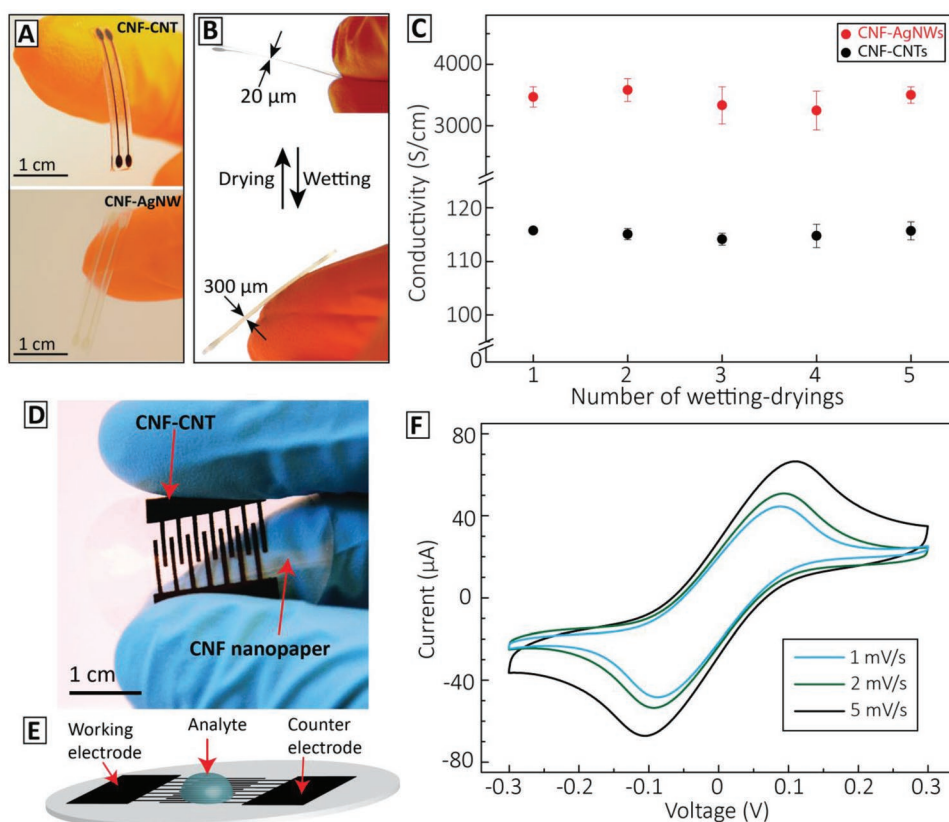 A
CNF-CNT
1 cm
CNF-AgNW
1 cm
B
20 µm
Drying
Wetting
300 µm
C
CNF-AgNWs
CNF-CNTs
Conductivity (S/cm)
4000
3000
120
115
110
100
0
1 2 3 4 5
Number of wetting-dryings
D
CNF-CNT
CNF nanopaper
1 cm
E
Working
electrode
Analyte
Counter
electrode
F
Current (µA)
80
40
0
-40
-80
1 mV/s
2 mV/s
5 mV/s
-0.3 -0.2 -0.1 0 0.1 0.2 0.3
Voltage (V)